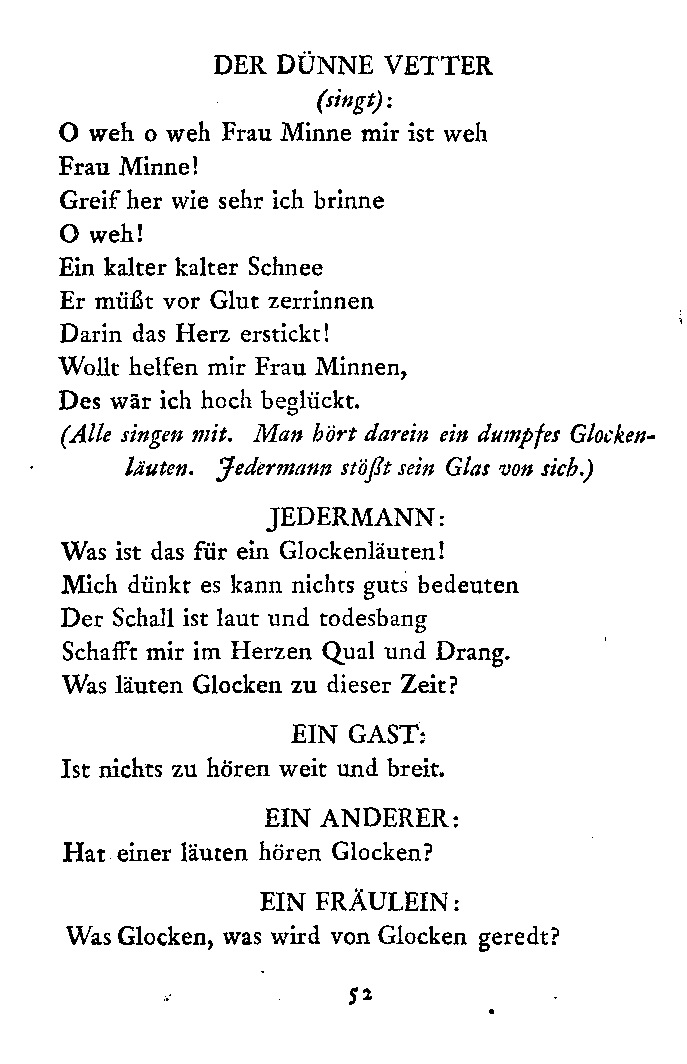 DER DÜNNE VETTER
(singt):
O weh o weh Frau Minne mir ist weh
Frau Minne!
Greif her wie sehr ich brinne
O weh!
Ein kalter kalter Schnee
Er müßt vor Glut zerrinnen
Darin das Herz erstickt!
Wollt helfen mir Frau Minnen,
Des wär ich hoch beglückt.
(Alle singen mit. Man hört darein ein dumpfes Glocken-
läuten. Jedermann stößt sein Glas von sich.)
JEDERMANN:
Was ist das für ein Glockenläuten!
Mich dünkt es kann nichts guts bedeuten
Der Schall ist laut und todesbang
Schafft mir im Herzen Qual und Drang.
Was läuten Glocken zu dieser Zeit?
EIN GAST:
Ist nichts zu hören weit und breit.
EIN ANDERER:
Hat einer läuten hören Glocken?
EIN FRÄULEIN:
Was Glocken, was wird von Glocken geredt?
52